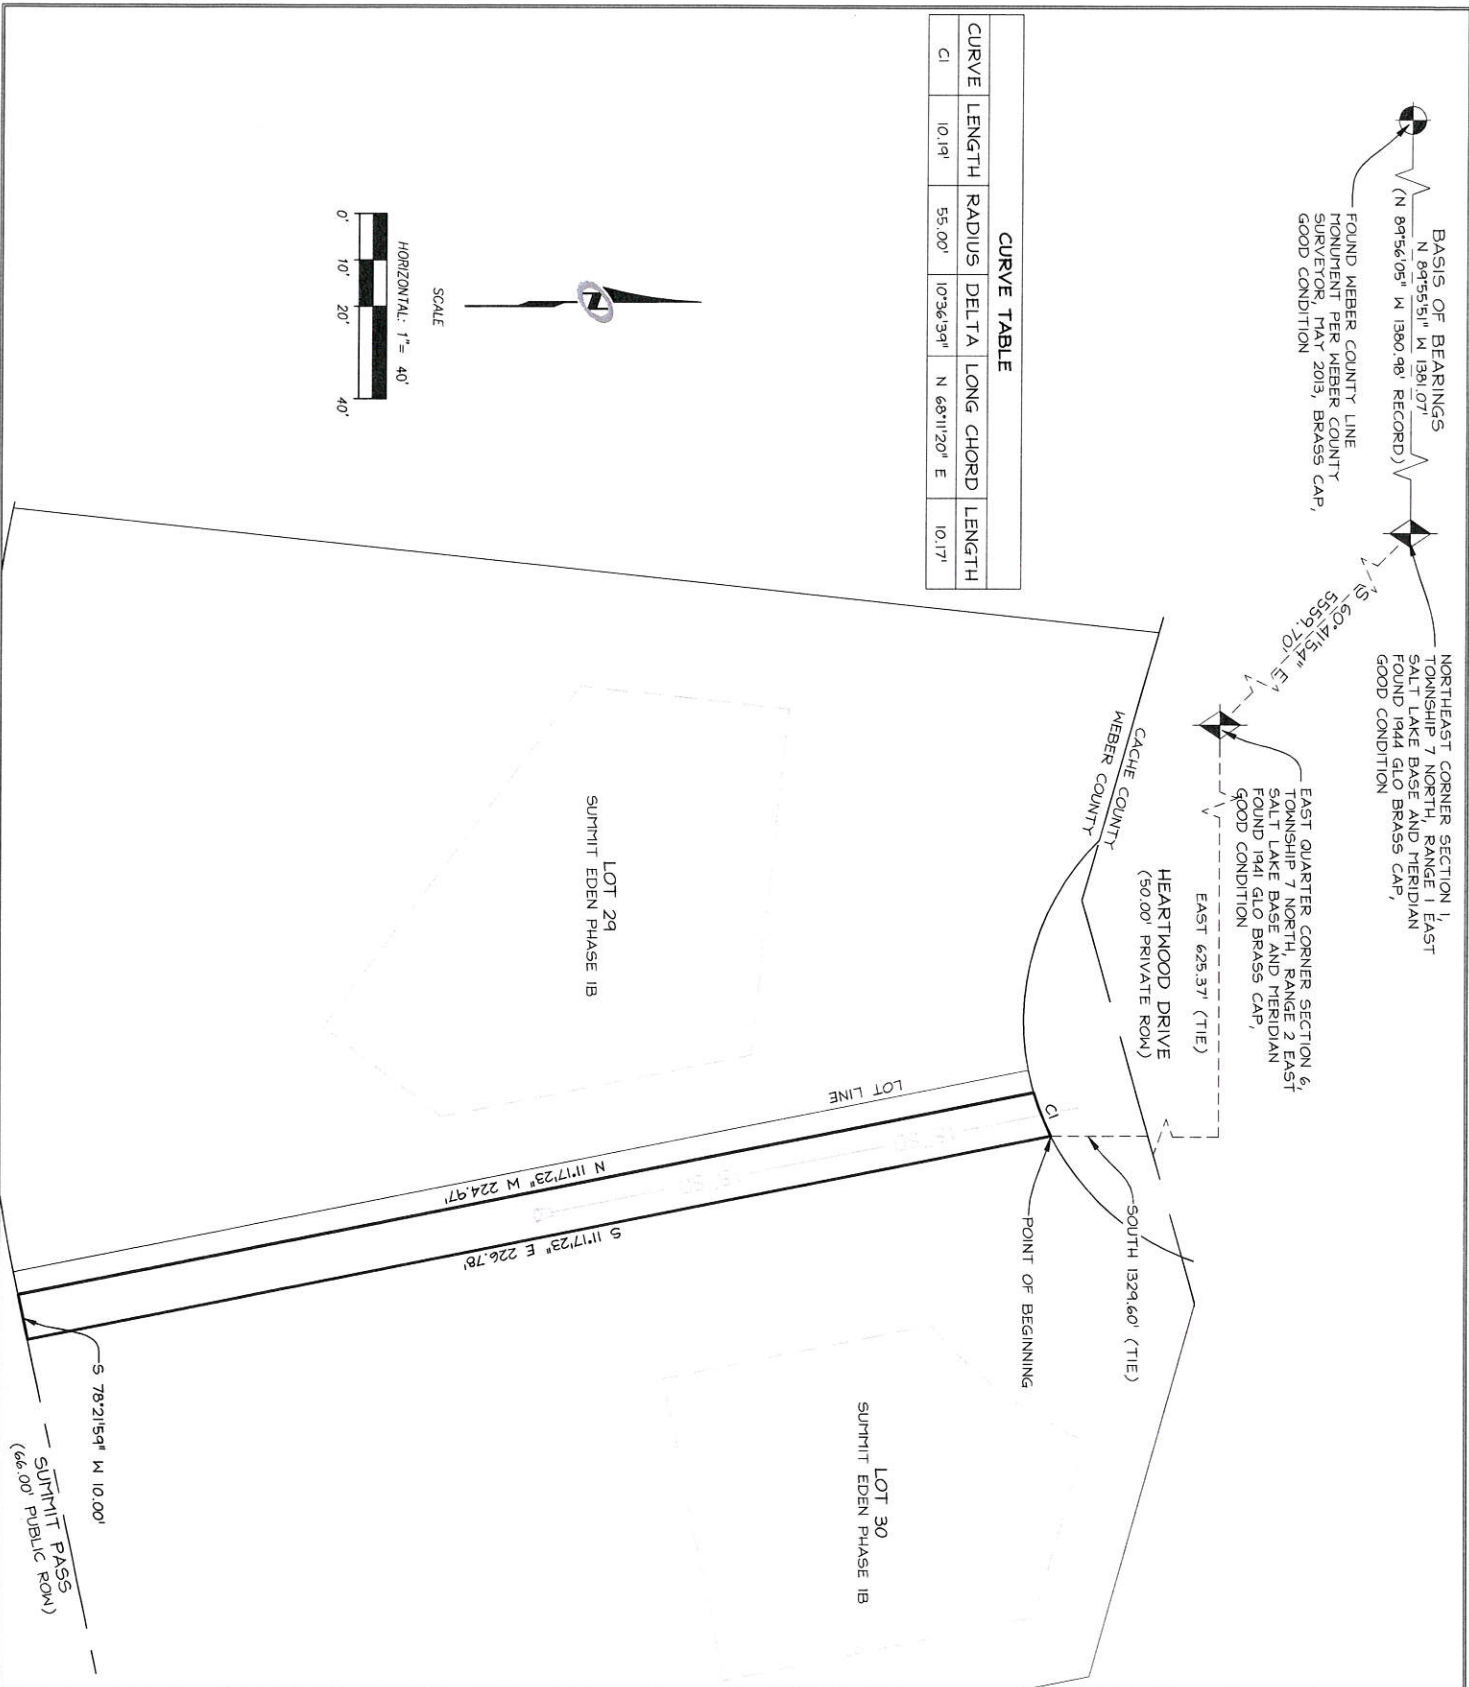 BASIS OF BEARINGS
N 89°55'51" W 1381.07'
(N 89°56'05" W 1380.98' RECORD)
FOUND WEBER COUNTY LINE
MONUMENT PER WEBER COUNTY
SURVEYOR, MAY 2013, BRASS CAP,
GOOD CONDITION
NORTHEAST CORNER SECTION 1,
TOWNSHIP 7 NORTH, RANGE 1 EAST
SALT LAKE BASE AND MERIDIAN
FOUND 1944 GLO BRASS CAP,
GOOD CONDITION
S 60°41'54" E
5559.70'
EAST QUARTER CORNER SECTION 6,
TOWNSHIP 7 NORTH, RANGE 2 EAST
SALT LAKE BASE AND MERIDIAN
FOUND 1941 GLO BRASS CAP,
GOOD CONDITION
EAST 625.37' (TIE)
HEARTWOOD DRIVE
(50.00' PRIVATE ROW)
CACHE COUNTY
WEBER COUNTY
SOUTH 1329.60' (TIE)
POINT OF BEGINNING
C1
CURVE TABLE
CURVE LENGTH RADIUS DELTA LONG CHORD LENGTH
C1 10.19' 55.00' 10°36'39" N 68°11'20" E 10.17'
N
SCALE
HORIZONTAL: 1"= 40'
0' 10' 20' 40'
LOT 29
SUMMIT EDEN PHASE 1B
LOT LINE
N 11°17'23" W 224.97'
S 11°17'23" E 226.78'
LOT 30
SUMMIT EDEN PHASE 1B
S 78°21'59" W 10.00'
SUMMIT PASS
(66.00' PUBLIC ROW)